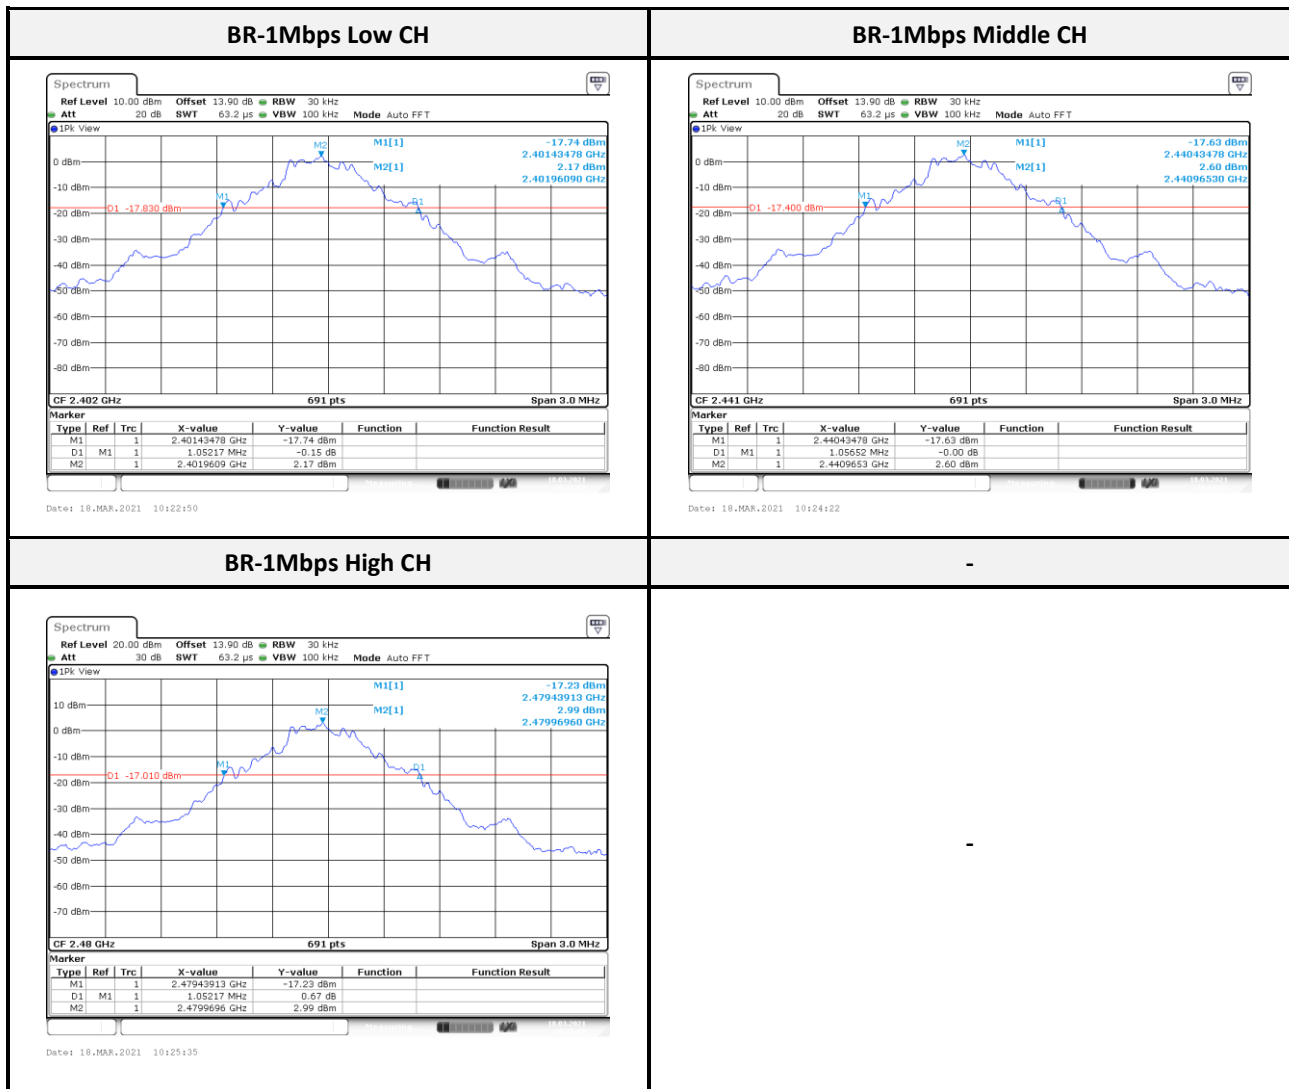 BR-1Mbps Low CH
BR-1Mbps Middle CH
Spectrum
Ref Level 10.00 dBm Offset 13.90 dB RBW 30 kHz
Att 20 dB SWT 63.2 µs VBW 100 kHz Mode Auto FFT
1Pk View
M1[1] -17.74 dBm
2.40143478 GHz
M2[1] 2.17 dBm
2.40196090 GHz
M2
M1
D1
0 dBm
-10 dBm
D1 -17.830 dBm
-20 dBm
-30 dBm
-40 dBm
-50 dBm
-60 dBm
-70 dBm
-80 dBm
CF 2.402 GHz 691 pts Span 3.0 MHz
Marker
Type Ref Trc X-value Y-value Function Function Result
M1 1 2.40143478 GHz -17.74 dBm
D1 M1 1 1.05217 MHz -0.15 dB
M2 1 2.4019609 GHz 2.17 dBm
Date: 18.MAR.2021 10:22:50
Spectrum
Ref Level 10.00 dBm Offset 13.90 dB RBW 30 kHz
Att 20 dB SWT 63.2 µs VBW 100 kHz Mode Auto FFT
1Pk View
M1[1] -17.63 dBm
2.44043478 GHz
M2[1] 2.60 dBm
2.44096530 GHz
M2
M1
D1
0 dBm
-10 dBm
D1 -17.400 dBm
-20 dBm
-30 dBm
-40 dBm
-50 dBm
-60 dBm
-70 dBm
-80 dBm
CF 2.441 GHz 691 pts Span 3.0 MHz
Marker
Type Ref Trc X-value Y-value Function Function Result
M1 1 2.44043478 GHz -17.63 dBm
D1 M1 1 1.05652 MHz -0.00 dB
M2 1 2.4409653 GHz 2.60 dBm
Date: 18.MAR.2021 10:24:22
BR-1Mbps High CH
-
Spectrum
Ref Level 20.00 dBm Offset 13.90 dB RBW 30 kHz
Att 30 dB SWT 63.2 µs VBW 100 kHz Mode Auto FFT
1Pk View
M1[1] -17.23 dBm
2.47943913 GHz
M2[1] 2.99 dBm
2.47996960 GHz
M2
M1
D1
10 dBm
0 dBm
-10 dBm
D1 -17.010 dBm
-20 dBm
-30 dBm
-40 dBm
-50 dBm
-60 dBm
-70 dBm
CF 2.48 GHz 691 pts Span 3.0 MHz
Marker
Type Ref Trc X-value Y-value Function Function Result
M1 1 2.47943913 GHz -17.23 dBm
D1 M1 1 1.05217 MHz 0.67 dB
M2 1 2.4799696 GHz 2.99 dBm
Date: 18.MAR.2021 10:25:35
-